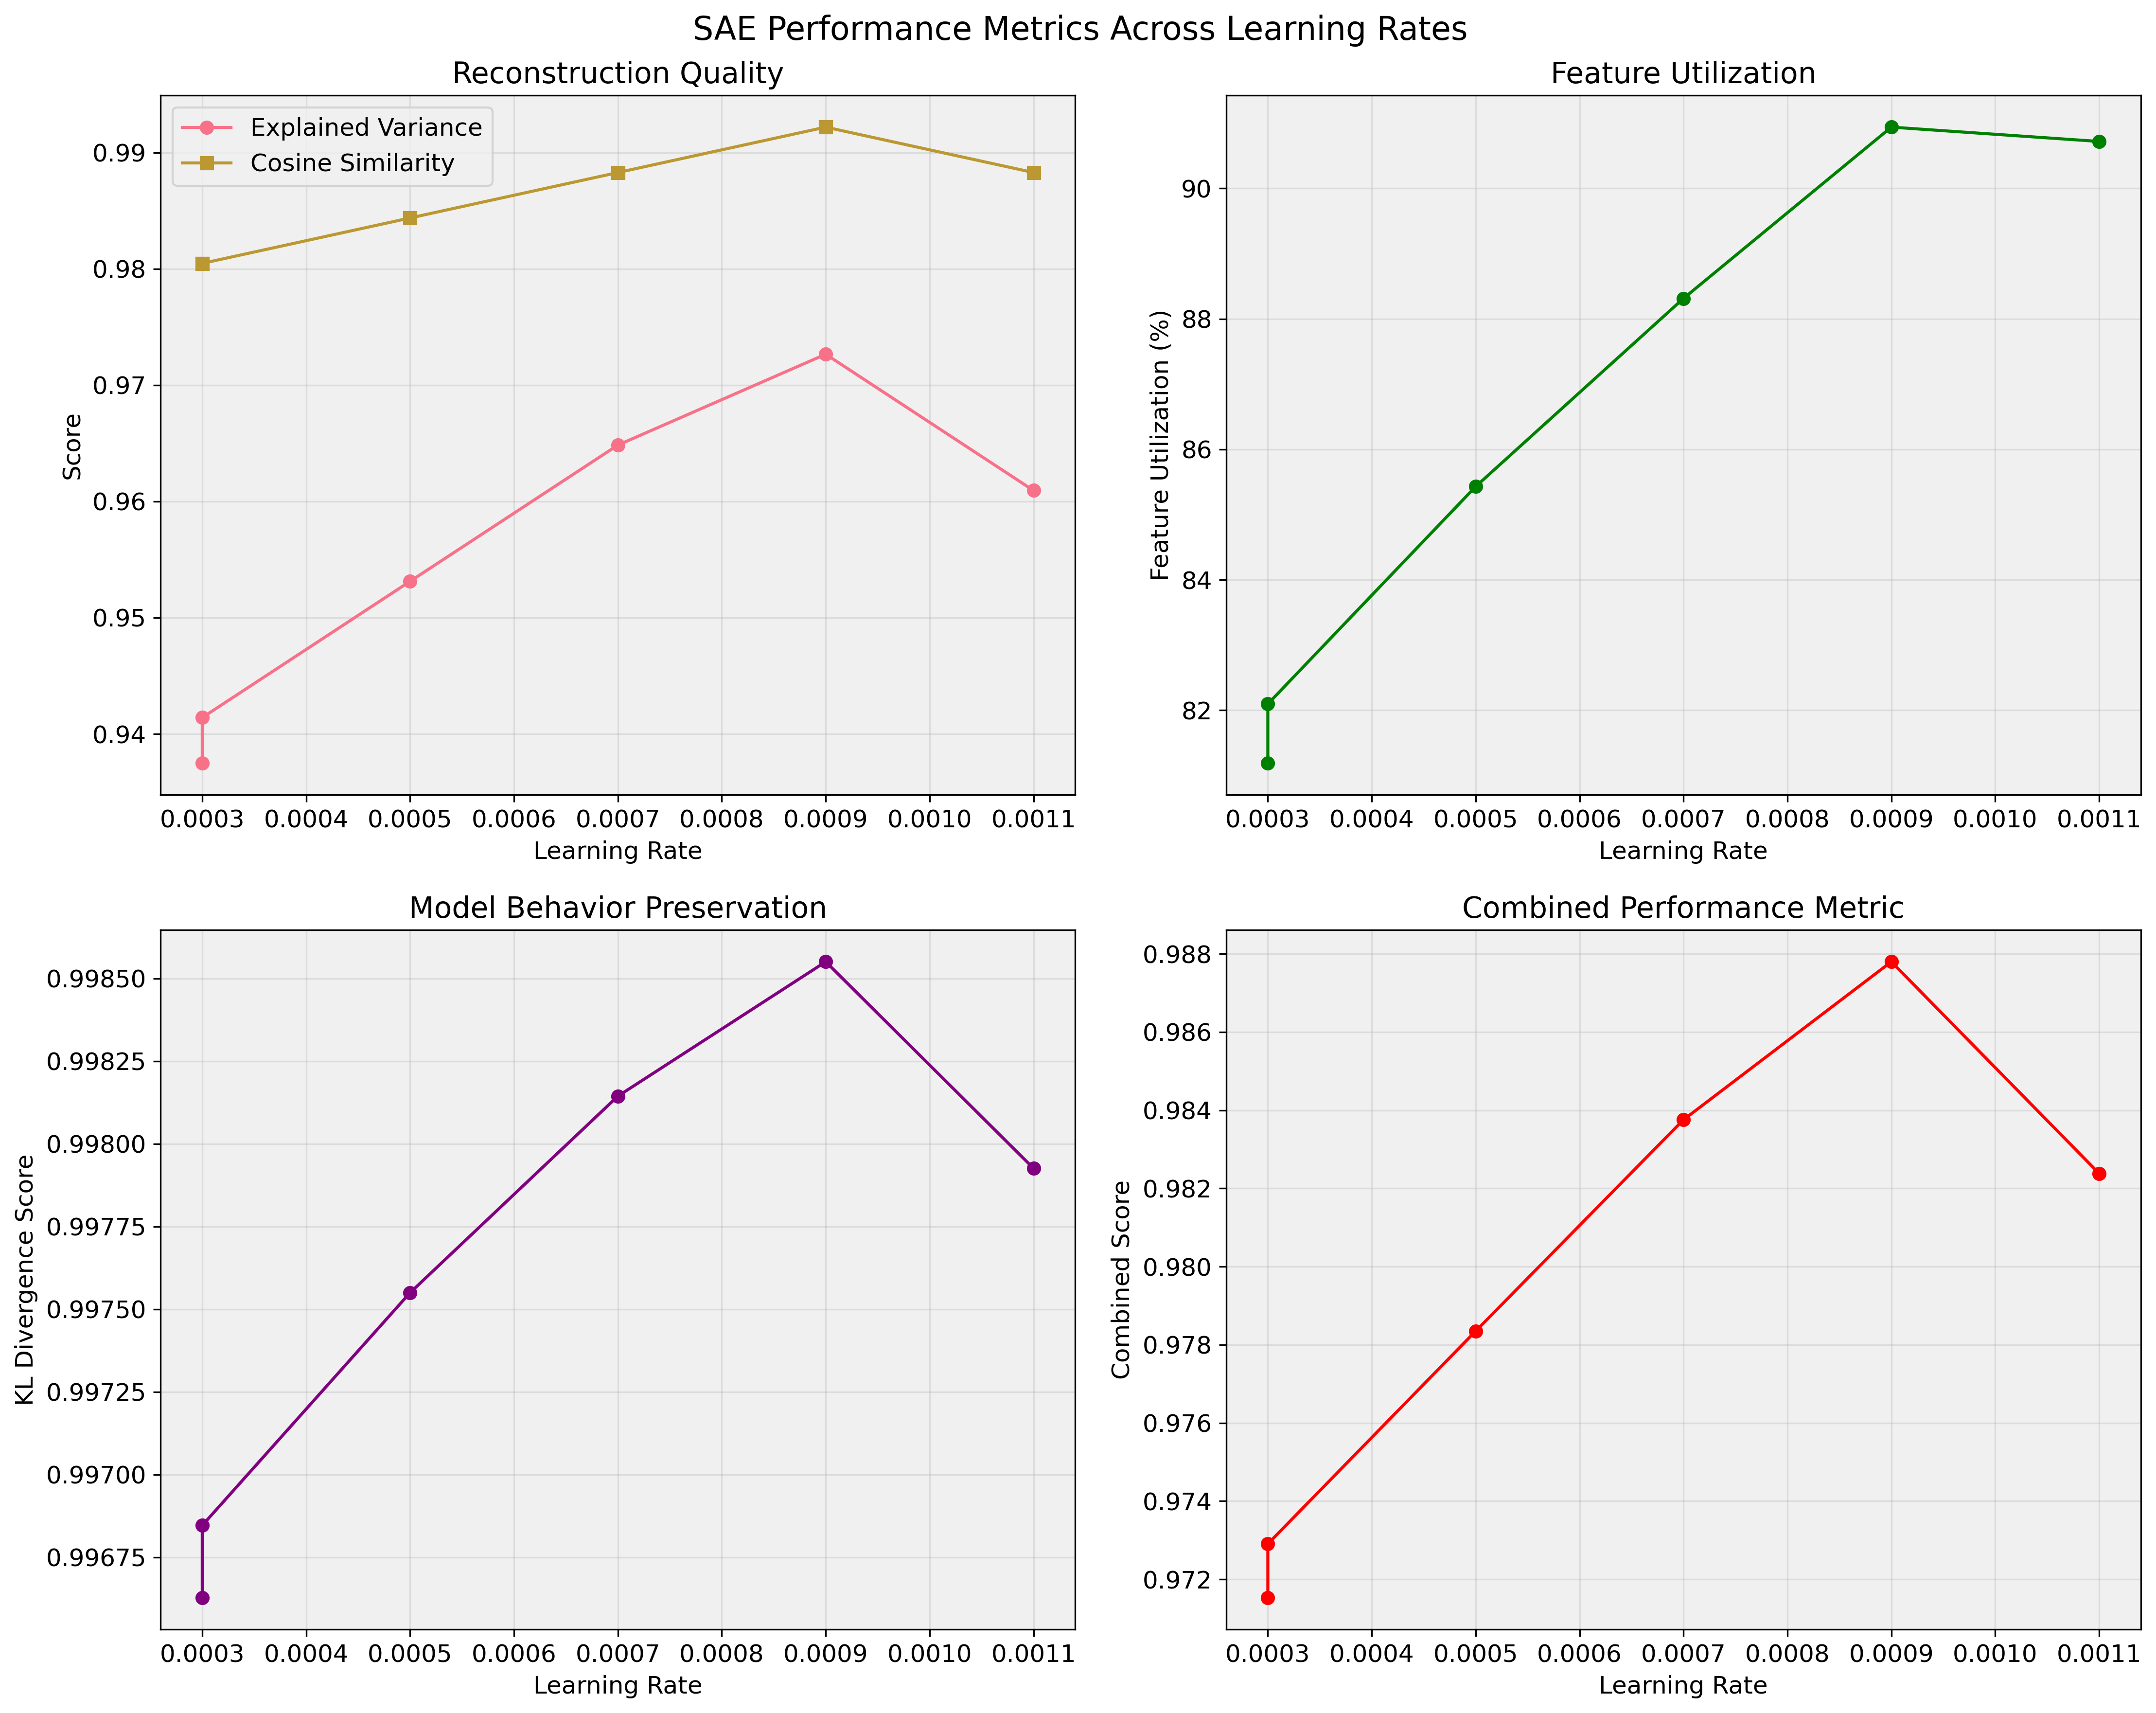 SAE Performance Metrics Across Learning Rates
Reconstruction Quality
Explained Variance
Cosine Similarity
Score
0.99
0.98
0.97
0.96
0.95
0.94
0.0003 0.0004 0.0005 0.0006 0.0007 0.0008 0.0009 0.0010 0.0011
Learning Rate
Feature Utilization
Feature Utilization (%)
90
88
86
84
82
0.0003 0.0004 0.0005 0.0006 0.0007 0.0008 0.0009 0.0010 0.0011
Learning Rate
Model Behavior Preservation
KL Divergence Score
0.99850
0.99825
0.99800
0.99775
0.99750
0.99725
0.99700
0.99675
0.0003 0.0004 0.0005 0.0006 0.0007 0.0008 0.0009 0.0010 0.0011
Learning Rate
Combined Performance Metric
Combined Score
0.988
0.986
0.984
0.982
0.980
0.978
0.976
0.974
0.972
0.0003 0.0004 0.0005 0.0006 0.0007 0.0008 0.0009 0.0010 0.0011
Learning Rate